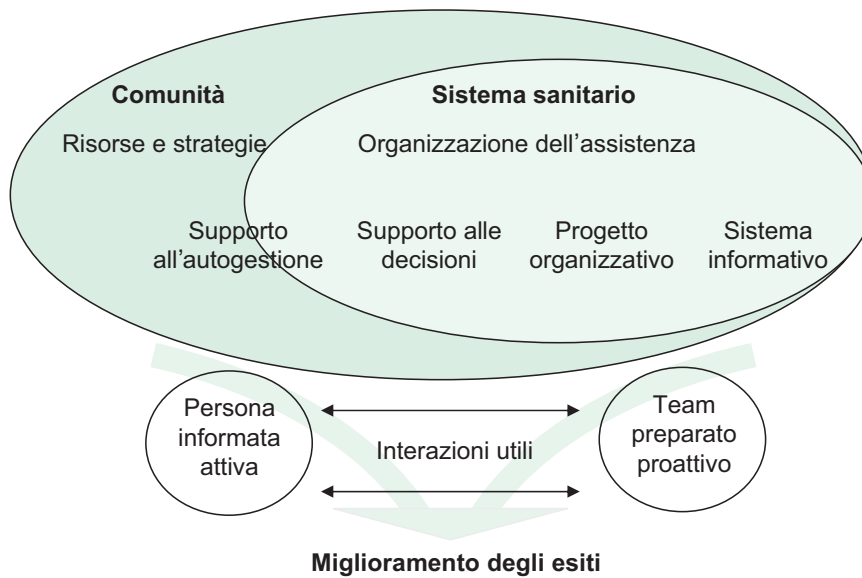 Comunità
Sistema sanitario
Risorse e strategie
Organizzazione dell'assistenza
Supporto
all'autogestione
Supporto alle
decisioni
Progetto
organizzativo
Sistema
informativo
Persona
informata
attiva
Interazioni utili
Team
preparato
proattivo
Miglioramento degli esiti